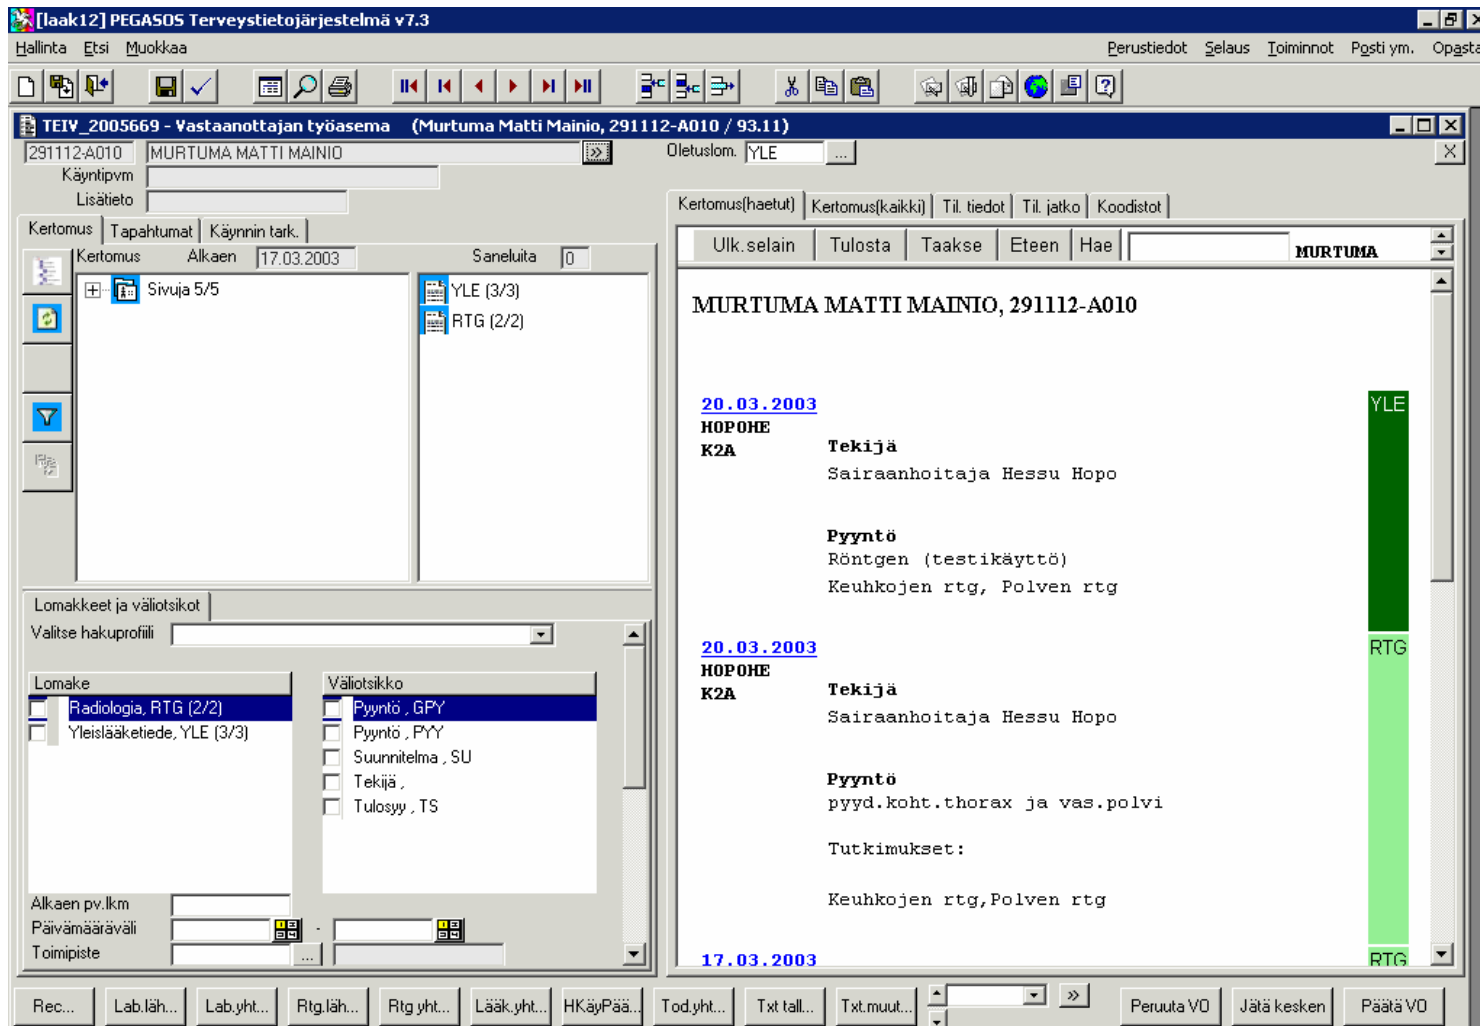 [laak12] PEGASOS Terveystietojärjestelmä v7.3
Hallinta Etsi Muokkaa Perustiedot Selaus Toiminnot Posti ym. Opasta
TEIV_2005669 - Vastaanottajan työasema (Murtuma Matti Mainio, 291112-A010 / 93.11)
291112-A010 MURTUMA MATTI MAINIO >> Oletuslom. YLE ...
Käyntipvm
Lisätieto
Kertomus Tapahtumat Käynnin tark.
Kertomus Alkaen 17.03.2003 Saneluita 0
Sivuja 5/5
YLE (3/3)
RTG (2/2)
Lomakkeet ja väliotsikot
Valitse hakuprofiili
Lomake Väliotsikko
Radiologia, RTG (2/2) Pyyntö , GPY
Yleislääketiede, YLE (3/3) Pyyntö , PYY
Suunnitelma , SU
Tekijä ,
Tulosyy , TS
Alkaen pv.lkm
Päivämääräväli -
Toimipiste ...
Kertomus(haetut) Kertomus(kaikki) Til. tiedot Til. jatko Koodistot
Ulk.selain Tulosta Taakse Eteen Hae MURTUMA
MURTUMA MATTI MAINIO, 291112-A010
20.03.2003 YLE
HOPOHE
K2A Tekijä
Sairaanhoitaja Hessu Hopo
Pyyntö
Röntgen (testikäyttö)
Keuhkojen rtg, Polven rtg
20.03.2003 RTG
HOPOHE
K2A Tekijä
Sairaanhoitaja Hessu Hopo
Pyyntö
pyyd.koht.thorax ja vas.polvi
Tutkimukset:
Keuhkojen rtg,Polven rtg
17.03.2003 RTG
Rec... Lab.läh... Lab.yht... Rtg.läh... Rtg yht... Lääk.yht... HKäyPää... Tod.yht... Txt tall... Txt.muut... >> Peruuta VO Jätä kesken Päätä VO